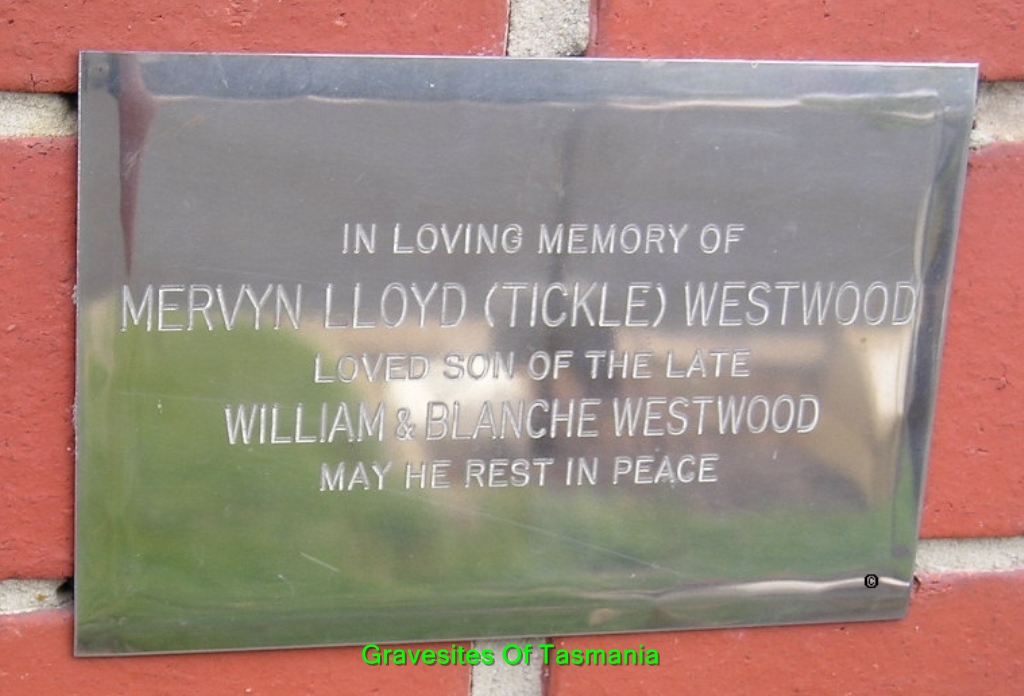 IN LOVING MEMORY OF
MERVYN LLOYD (TICKLE) WESTWOOD
LOVED SON OF THE LATE
WILLIAM & BLANCHE WESTWOOD
MAY HE REST IN PEACE
©
Gravesites Of Tasmania